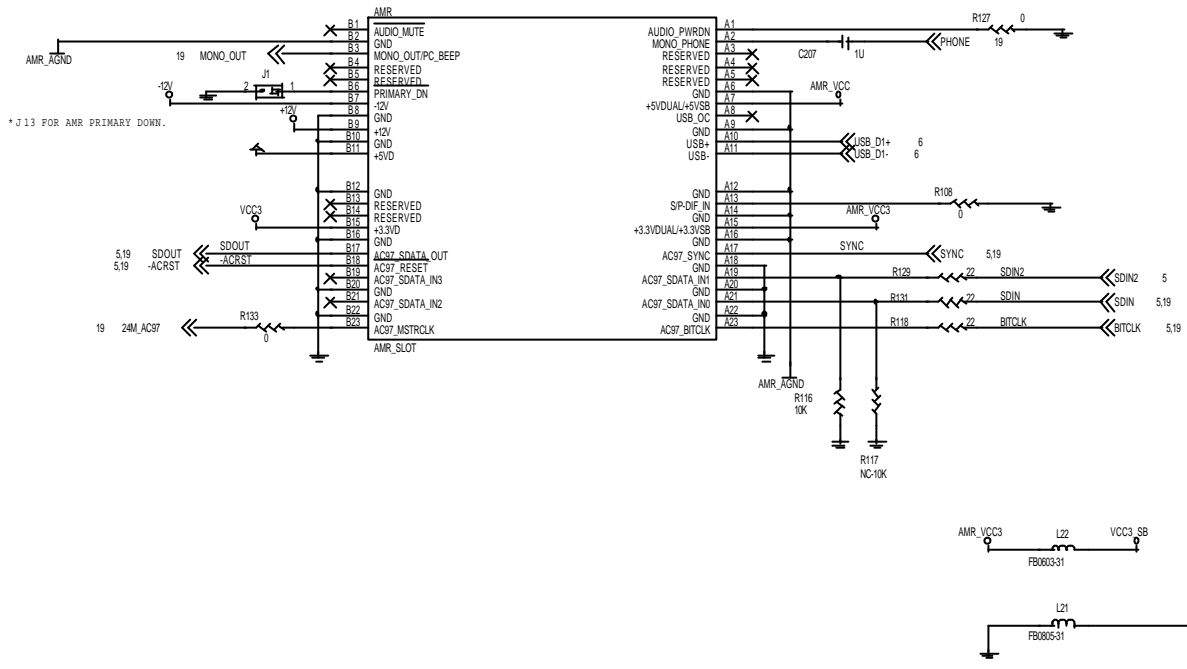 AMR
B1 AUDIO_MUTE
B2 GND
B3 MONO_OUT/PC_BEEP
B4 RESERVED
B5 RESERVED
B6 PRIMARY_DN
B7 -12V
B8 GND
B9 +12V
B10 GND
B11 +5VD
B12 GND
B13 RESERVED
B14 RESERVED
B15 +3.3VD
B16 GND
B17 AC97_SDATA_OUT
B18 AC97_RESET
B19 AC97_SDATA_IN3
B20 GND
B21 AC97_SDATA_IN2
B22 GND
B23 AC97_MSTRCLK
AMR_SLOT
AMR_AGND
19 MONO_OUT
J1
2 1
-12V
+12V
*J13 FOR AMR PRIMARY DOWN.
VCC3
5,19 SDOUT SDOUT
5,19 -ACRST -ACRST
19 24M_AC97 R133
0
AUDIO_PWRDN A1
MONO_PHONE A2
RESERVED A3
RESERVED A4
RESERVED A5
GND A6
+5VDUAL/+5VSB A7
USB_OC A8
GND A9
USB+ A10
USB- A11
GND A12
S/P-DIF_IN A13
GND A14
+3.3VDUAL/+3.3VSB A15
GND A16
AC97_SYNC A17
GND A18
AC97_SDATA_IN1 A19
GND A20
AC97_SDATA_IN0 A21
GND A22
AC97_BITCLK A23
R127 0
C207 1U PHONE
19
AMR_VCC
USB_D1+ 6
USB_D1- 6
R108
0
AMR_VCC3
SYNC SYNC 5,19
R129 22 SDIN2 SDIN2 5
R131 22 SDIN SDIN 5,19
R118 22 BITCLK BITCLK 5,19
AMR_AGND
R116
10K
R117
NC-10K
AMR_VCC3 L22 VCC3_SB
FB0603-31
L21
FB0805-31